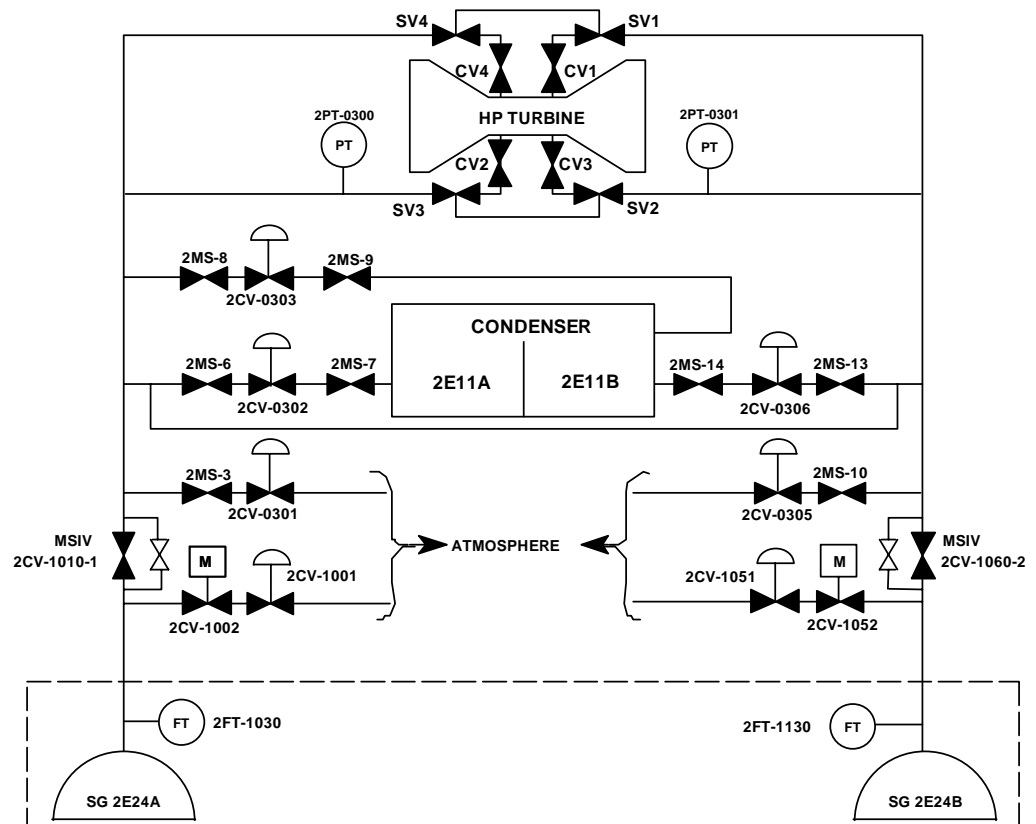 SV4
SV1
CV4
CV1
HP TURBINE
2PT-0300
PT
2PT-0301
PT
CV2
CV3
SV3
SV2
2MS-8
2MS-9
2CV-0303
CONDENSER
2MS-6
2MS-7
2E11A
2E11B
2MS-14
2MS-13
2CV-0302
2CV-0306
2MS-3
2MS-10
2CV-0301
2CV-0305
MSIV
2CV-1010-1
ATMOSPHERE
MSIV
2CV-1060-2
M
2CV-1001
2CV-1051
M
2CV-1002
2CV-1052
FT
2FT-1030
2FT-1130
FT
SG 2E24A
SG 2E24B